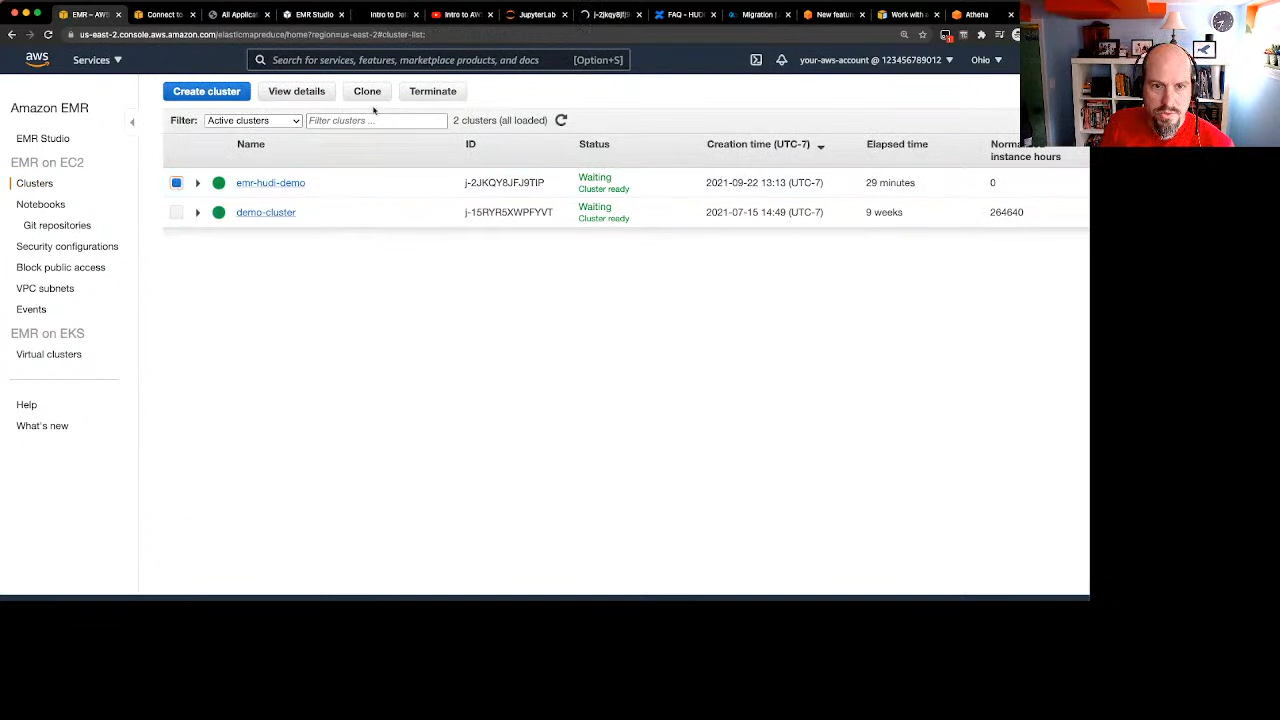 EMR – AWS
Connect to
All Applicat
EMR Studio
Intro to Del
Intro to AW
JupyterLab
j-2jkqy8jfj9
FAQ – HUD
Migration |
New featur
Work with a
Athena
us-east-2.console.aws.amazon.com/elasticmapreduce/home?region=us-east-2#cluster-list:
aws
Services
Search for services, features, marketplace products, and docs
[Option+S]
your-aws-account @ 123456789012
Ohio
Amazon EMR
EMR Studio
EMR on EC2
Clusters
Notebooks
Git repositories
Security configurations
Block public access
VPC subnets
Events
EMR on EKS
Virtual clusters
Help
What's new
Create cluster
View details
Clone
Terminate
Filter:
Active clusters
Filter clusters ...
2 clusters (all loaded)
Name
ID
Status
Creation time (UTC-7)
Elapsed time
instance hours
emr-hudi-demo
j-2JKQY8JFJ9TIP
Waiting
Cluster ready
2021-09-22 13:13 (UTC-7)
29 minutes
0
demo-cluster
j-15RYR5XWPFYVT
Waiting
Cluster ready
2021-07-15 14:49 (UTC-7)
9 weeks
264640